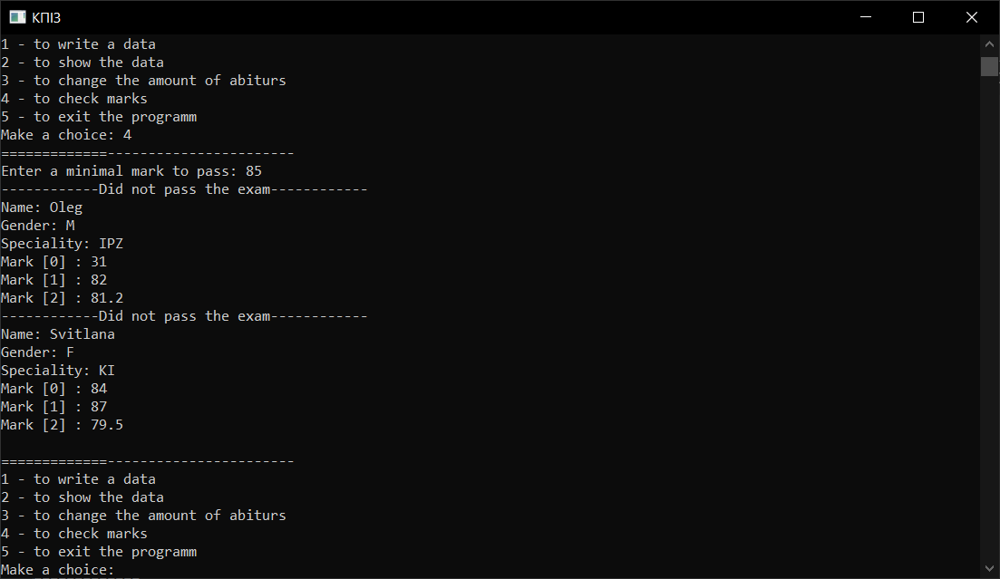 КПІЗ
1 - to write a data
2 - to show the data
3 - to change the amount of abiturs
4 - to check marks
5 - to exit the programm
Make a choice: 4
=============-----------------------
Enter a minimal mark to pass: 85
------------Did not pass the exam------------
Name: Oleg
Gender: M
Speciality: IPZ
Mark [0] : 31
Mark [1] : 82
Mark [2] : 81.2
------------Did not pass the exam------------
Name: Svitlana
Gender: F
Speciality: KI
Mark [0] : 84
Mark [1] : 87
Mark [2] : 79.5
=============-----------------------
1 - to write a data
2 - to show the data
3 - to change the amount of abiturs
4 - to check marks
5 - to exit the programm
Make a choice: